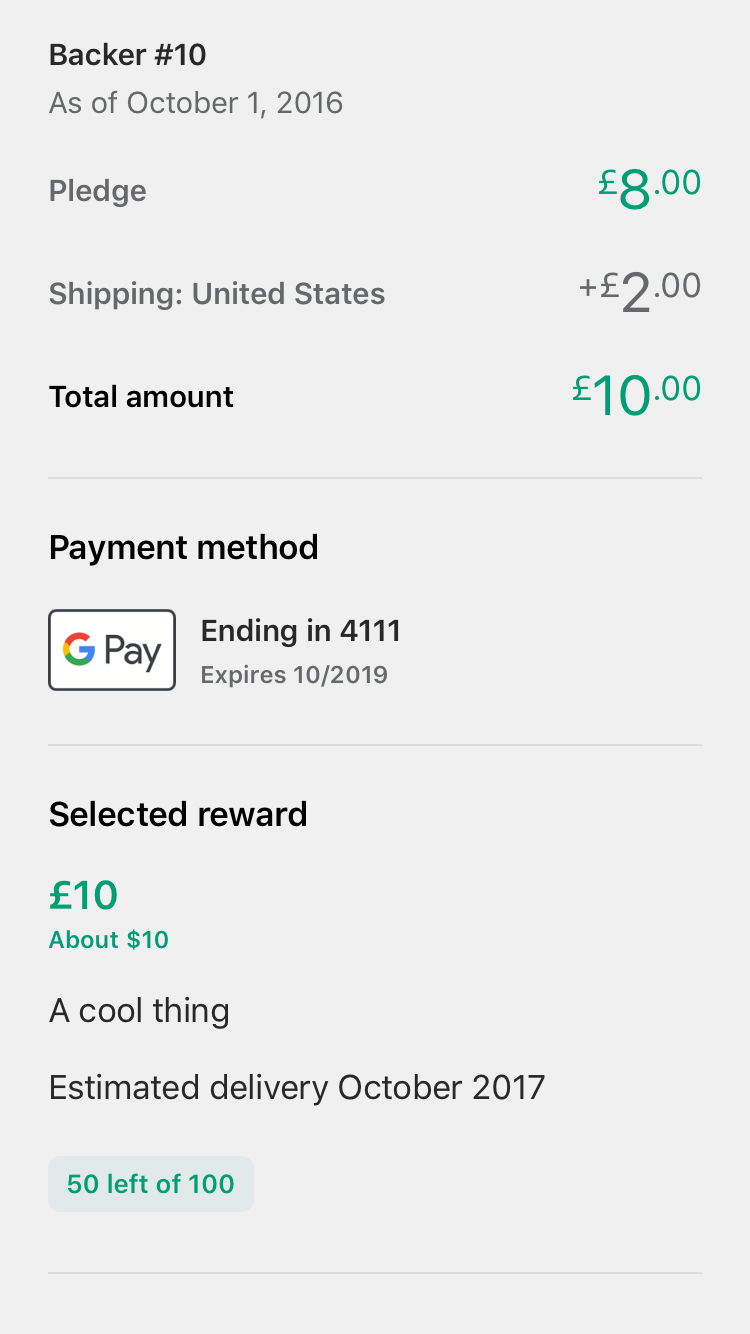 Backer #10
As of October 1, 2016
Pledge £8.00
Shipping: United States +£2.00
Total amount £10.00
Payment method
G Pay Ending in 4111
Expires 10/2019
Selected reward
£10
About $10
A cool thing
Estimated delivery October 2017
50 left of 100